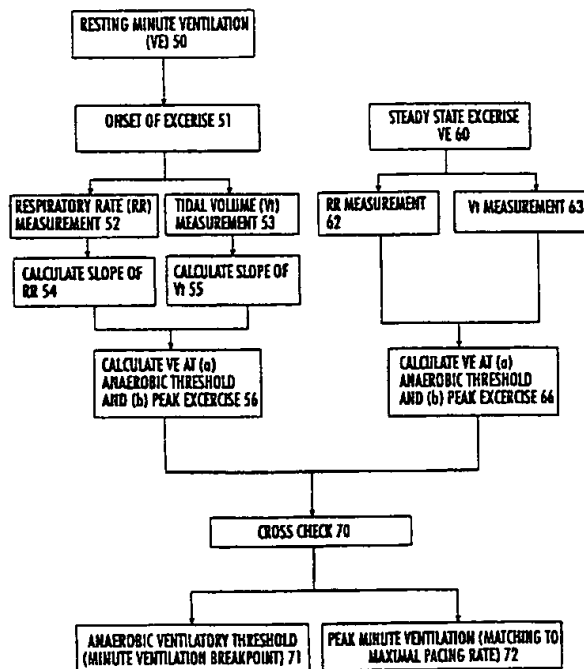 RESTING MINUTE VENTILATION
(VE) 50
ONSET OF EXCERISE 51
STEADY STATE EXCERISE
VE 60
RESPIRATORY RATE (RR)
MEASUREMENT 52
TIDAL VOLUME (Vt)
MEASUREMENT 53
RR MEASUREMENT
62
Vt MEASUREMENT 63
CALCULATE SLOPE OF
RR 54
CALCULATE SLOPE OF
Vt 55
CALCULATE VE AT (a)
ANAEROBIC THRESHOLD
AND (b) PEAK EXCERCISE 56
CALCULATE VE AT (a)
ANAEROBIC THRESHOLD
AND (b) PEAK EXCERCISE 66
CROSS CHECK 70
ANAEROBIC VENTILATORY THRESHOLD
(MINUTE VENTILATION BREAKPOINT) 71
PEAK MINUTE VENTILATION (MATCHING TO
MAXIMAL PACING RATE) 72